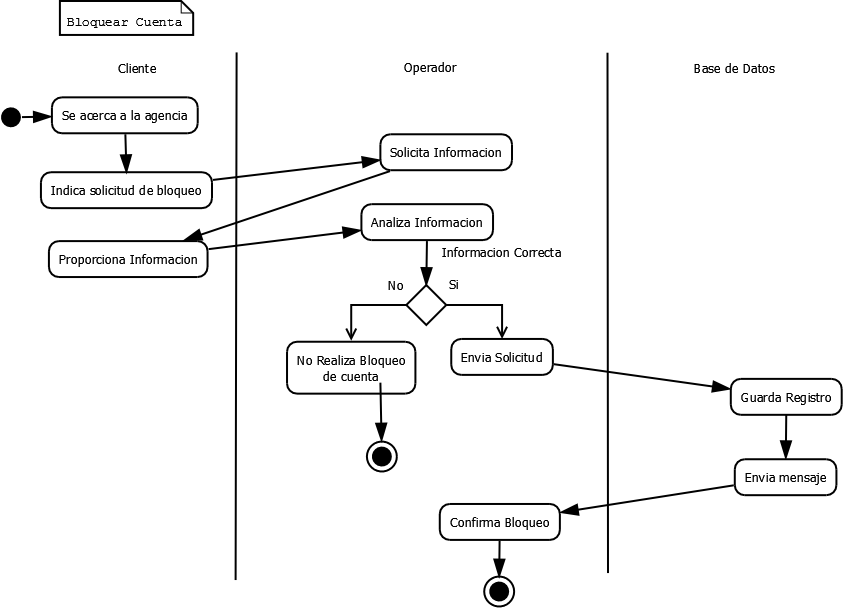 Bloquear Cuenta
Cliente
Operador
Base de Datos
Se acerca a la agencia
Solicita Informacion
Indica solicitud de bloqueo
Analiza Informacion
Informacion Correcta
Proporciona Informacion
No
Si
No Realiza Bloqueo
de cuenta
Envia Solicitud
Guarda Registro
Envia mensaje
Confirma Bloqueo